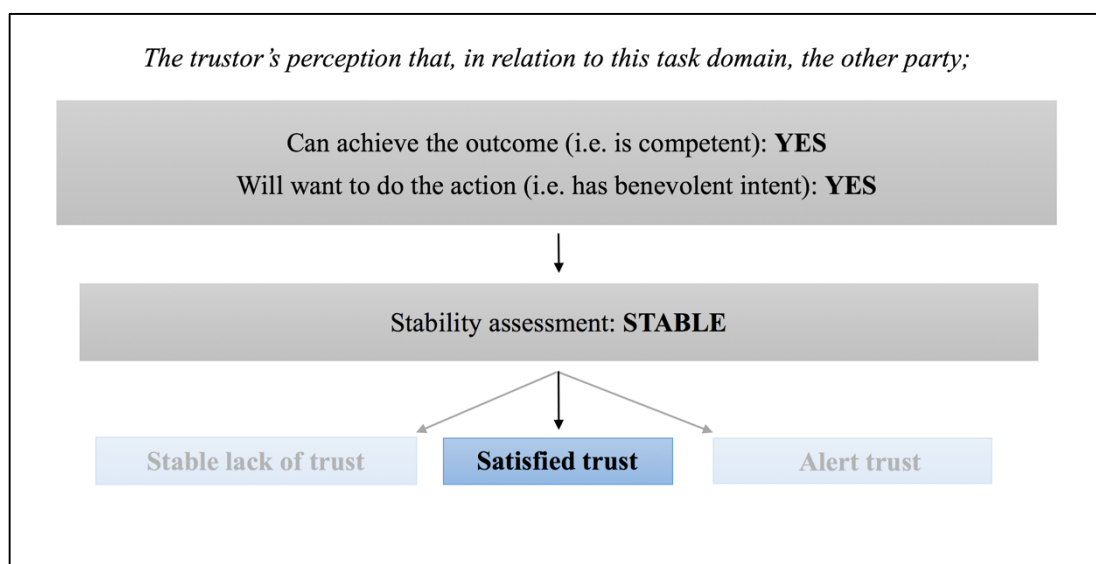 The trustor's perception that, in relation to this task domain, the other party;
Can achieve the outcome (i.e. is competent): YES
Will want to do the action (i.e. has benevolent intent): YES
Stability assessment: STABLE
Stable lack of trust
Satisfied trust
Alert trust